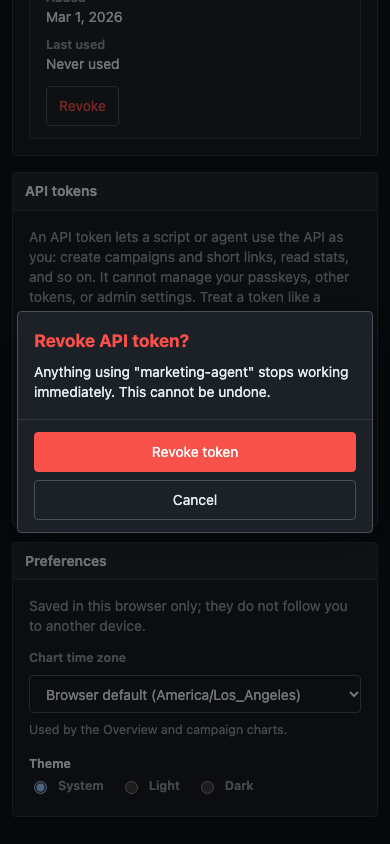 Added
Mar 1, 2026
Last used
Never used
Revoke
API tokens
An API token lets a script or agent use the API as
you: create campaigns and short links, read stats,
and so on. It cannot manage your passkeys, other
tokens, or admin settings. Treat a token like a
Revoke API token?
Anything using "marketing-agent" stops working
immediately. This cannot be undone.
Revoke token
Cancel
Preferences
Saved in this browser only; they do not follow you
to another device.
Chart time zone
Browser default (America/Los_Angeles)
Used by the Overview and campaign charts.
Theme
System Light Dark